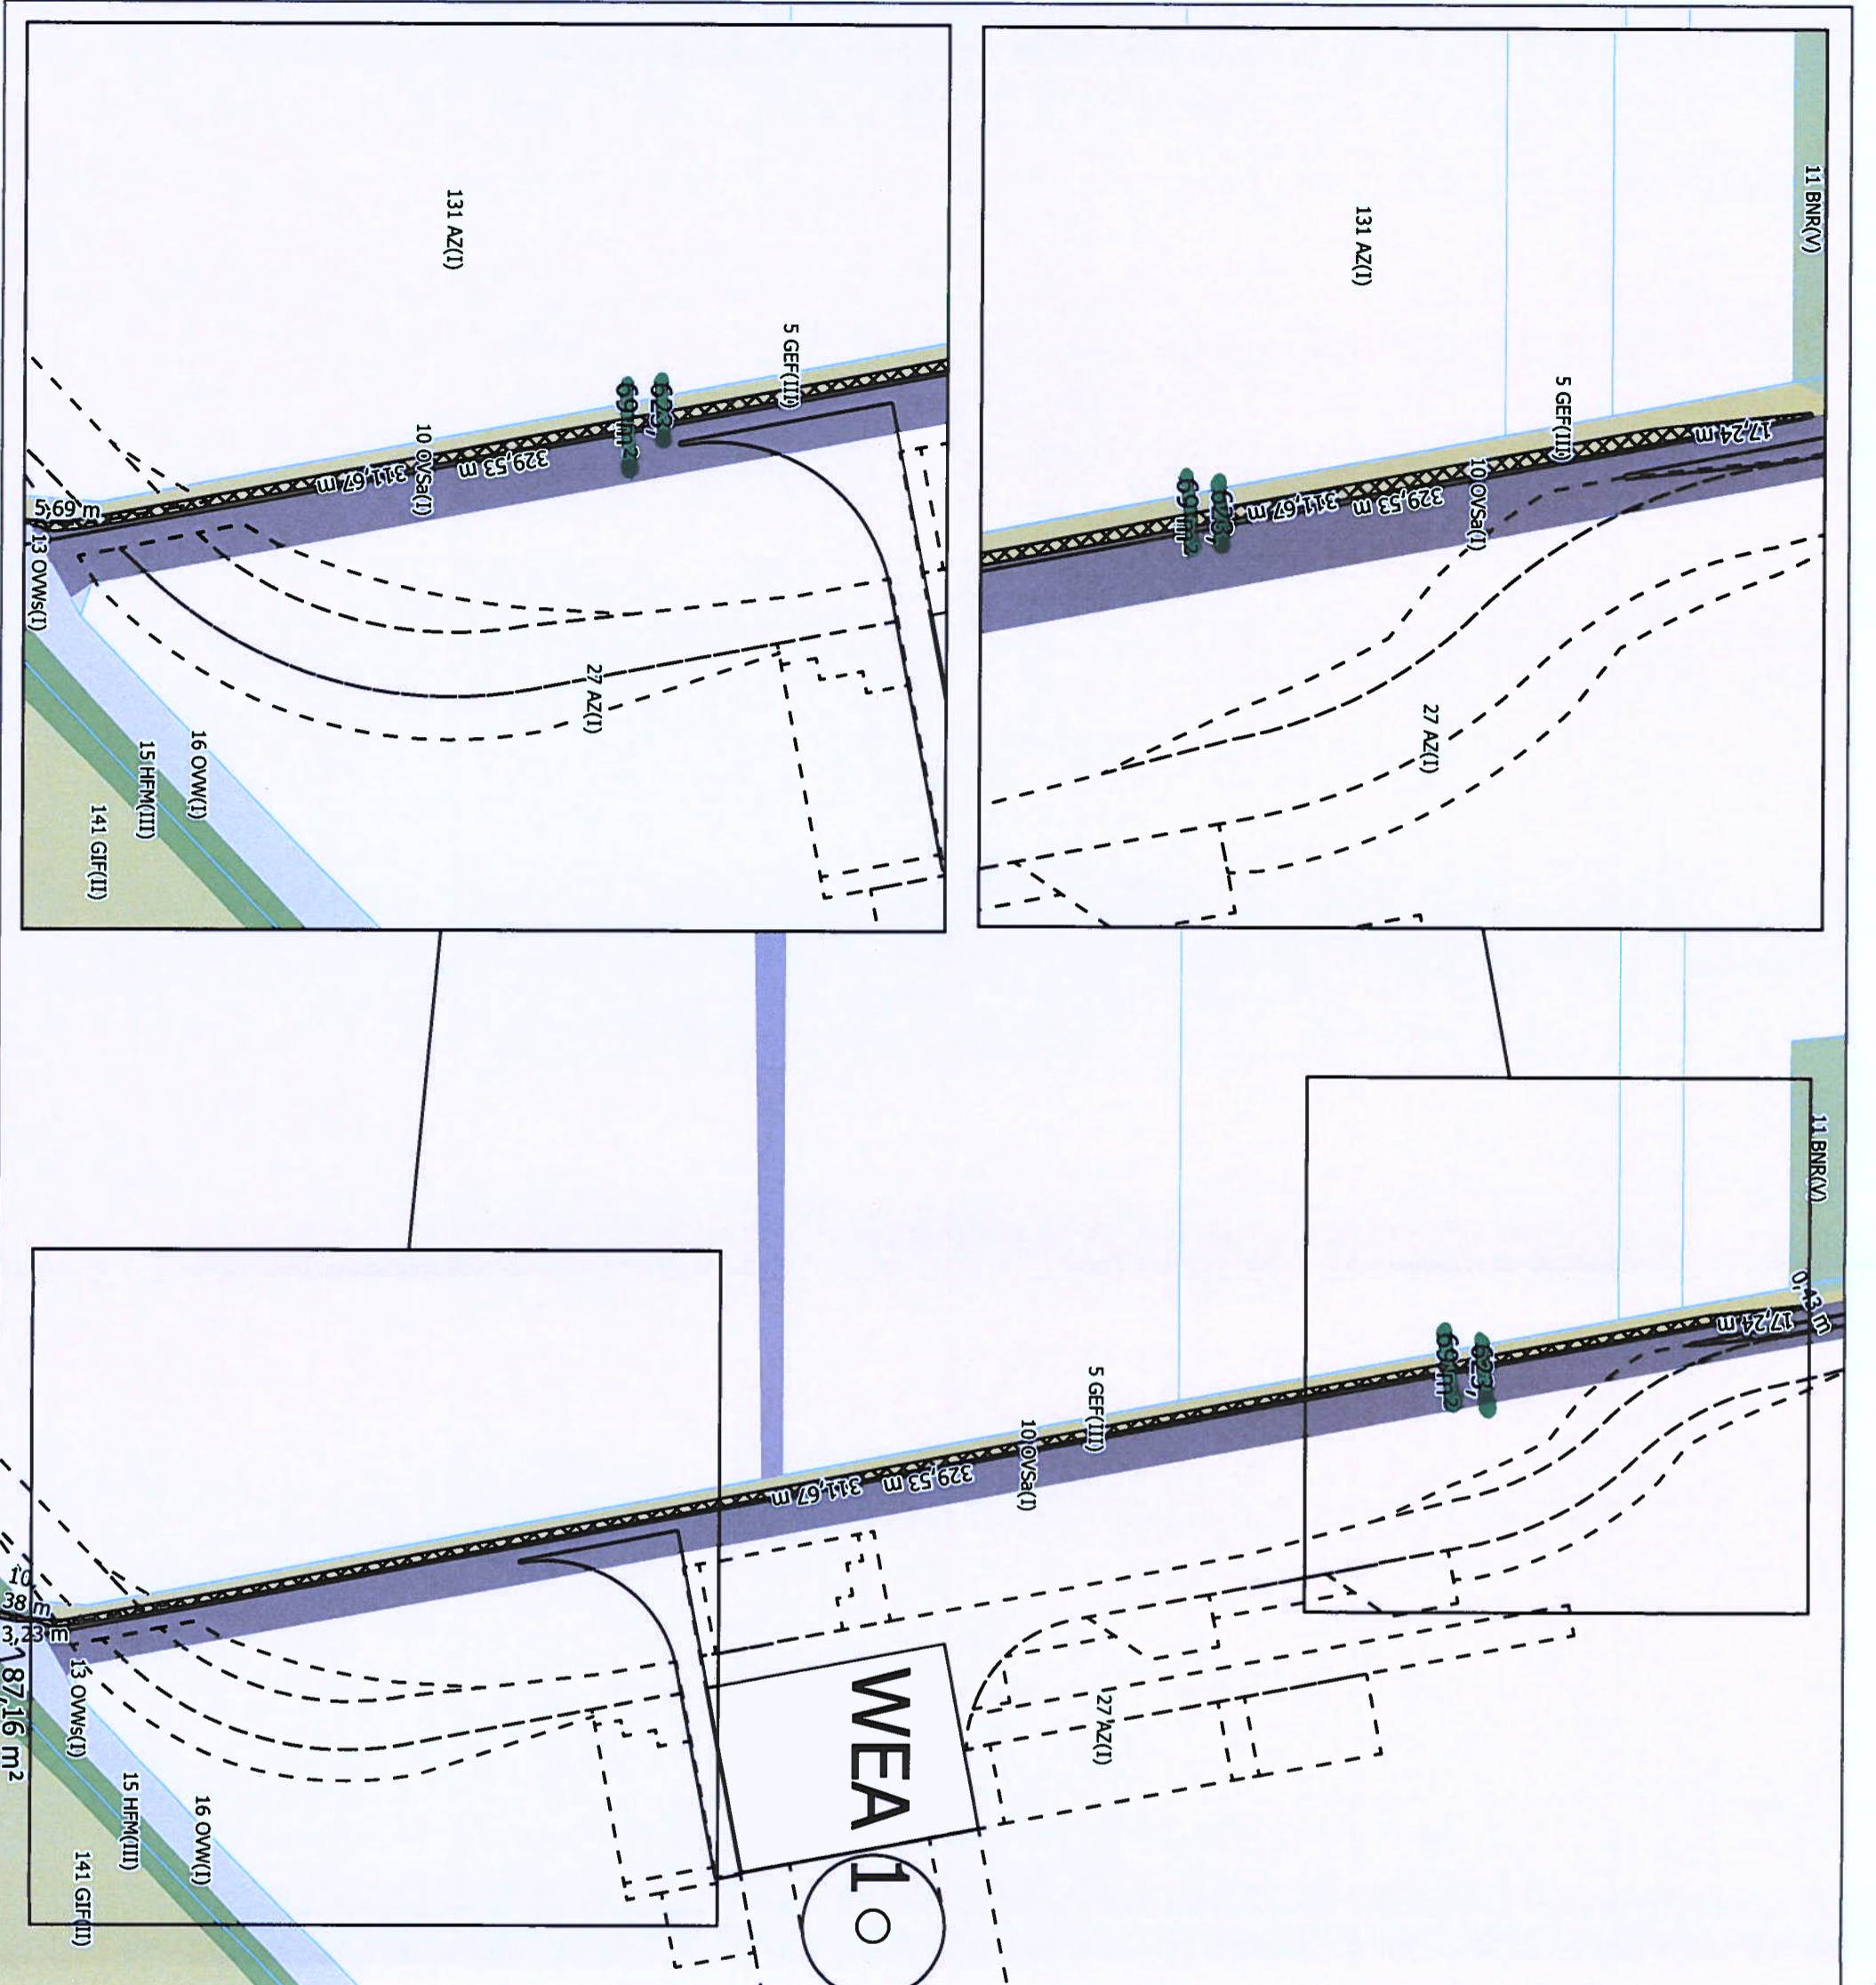 131 AZ(I)
5 GEF(III)
10 OVSa(I)
329,53 m
311,67 m
5,69 m
13 OVWs(I)
27 AZ(I)
16 OVW(I)
15 HFM(III)
141 GIF(II)
11 BNR(V)
131 AZ(I)
5 GEF(III)
17,24 m
10 OVSa(I)
329,53 m
311,67 m
27 AZ(I)
11 BNR(V)
0,43 m
17,24 m
5 GEF(III)
10 OVSa(I)
329,53 m
311,67 m
27 AZ(I)
WEA 1
10,
38 m
3,23 m
87,16 m²
13 OVWs(I)
16 OVW(I)
15 HFM(III)
141 GIF(II)